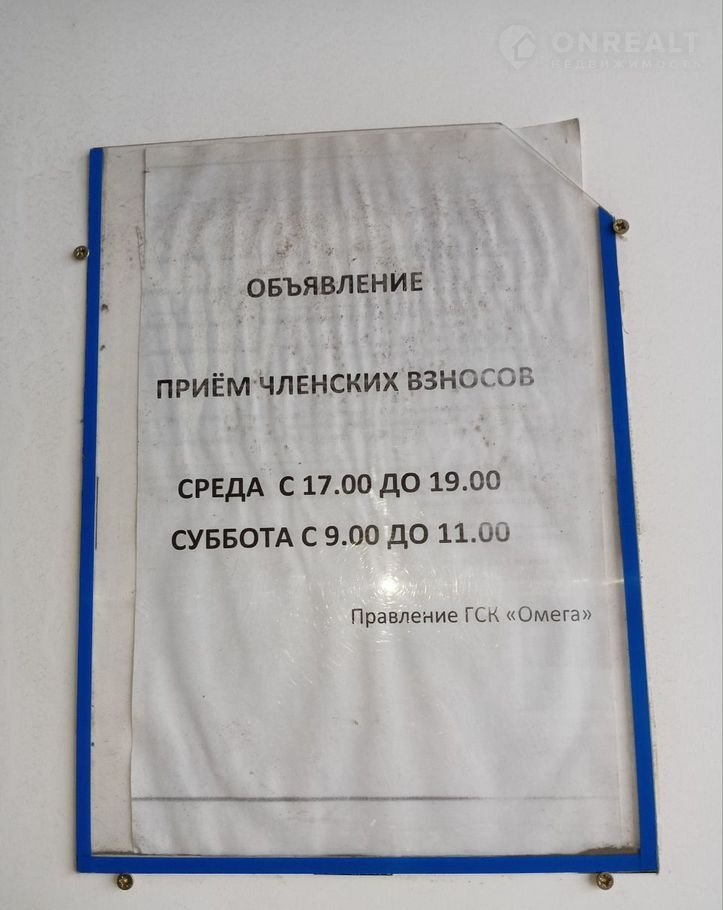 ONREALT
НЕДВИЖИМОСТЬ
ОБЪЯВЛЕНИЕ
ПРИЁМ ЧЛЕНСКИХ ВЗНОСОВ
СРЕДА С 17.00 ДО 19.00
СУББОТА С 9.00 ДО 11.00
Правление ГСК «Омега»